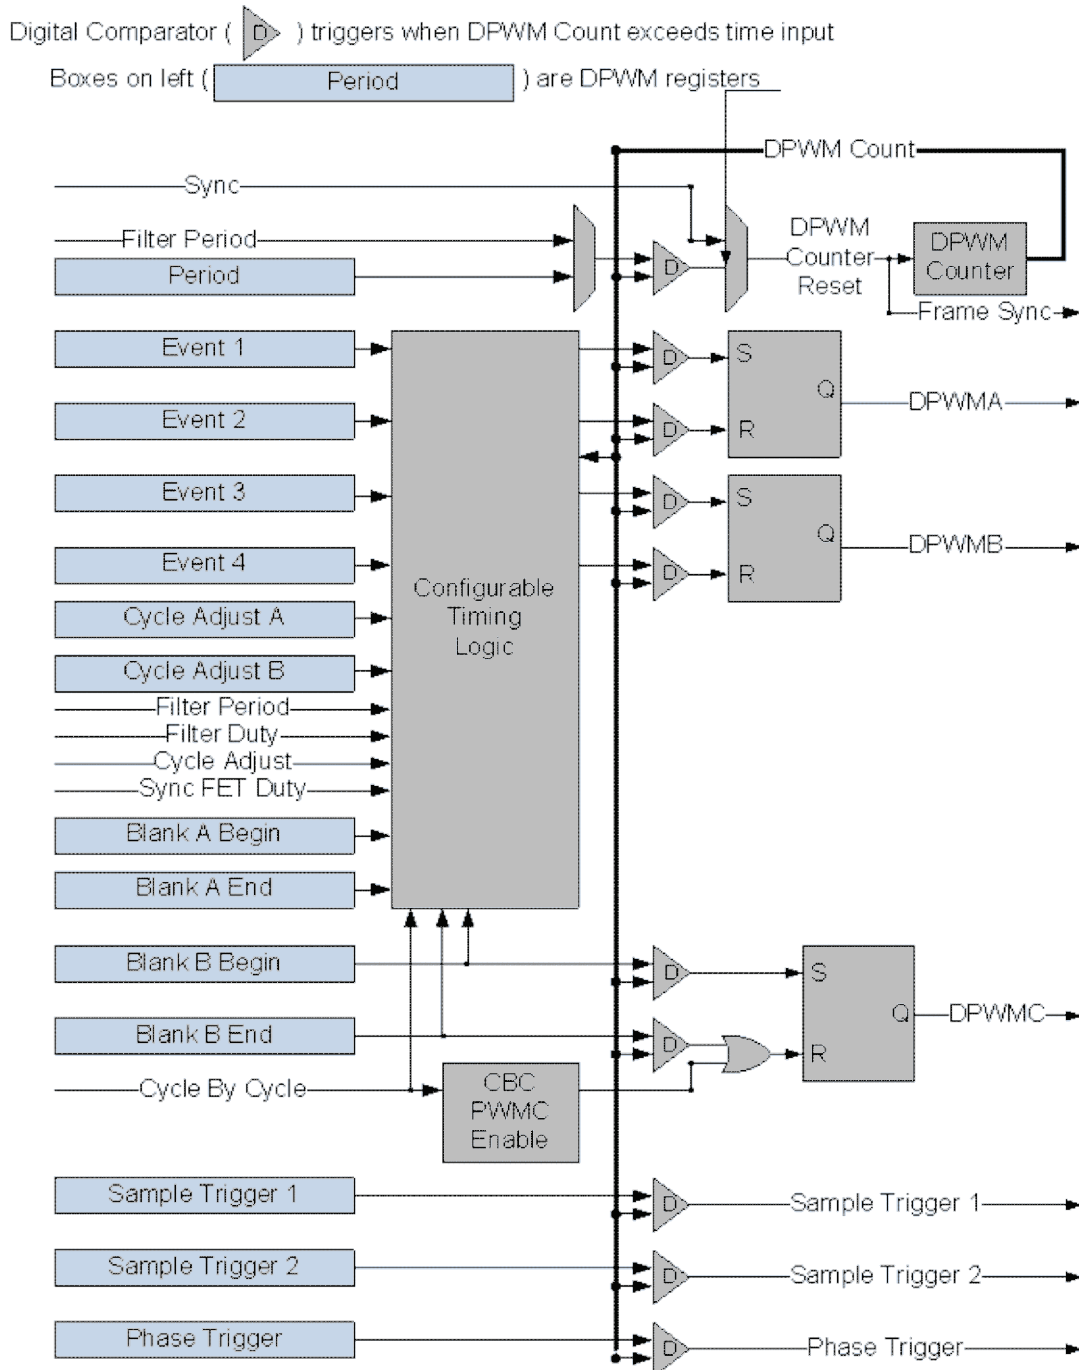 Digital Comparator ( D ) triggers when DPWM Count exceeds time input
Boxes on left ( Period ) are DPWM registers
DPWM Count
Sync
Filter Period
Period
D
DPWM
Counter
Reset
DPWM
Counter
Frame Sync
Event 1
Event 2
Event 3
Event 4
Cycle Adjust A
Cycle Adjust B
Filter Period
Filter Duty
Cycle Adjust
Sync FET Duty
Blank A Begin
Blank A End
Configurable
Timing
Logic
D
D
S
R
Q
DPWMA
D
D
S
R
Q
DPWMB
Blank B Begin
Blank B End
Cycle By Cycle
CBC
PWMC
Enable
D
D
S
R
Q
DPWMC
Sample Trigger 1
D
Sample Trigger 1
Sample Trigger 2
D
Sample Trigger 2
Phase Trigger
D
Phase Trigger